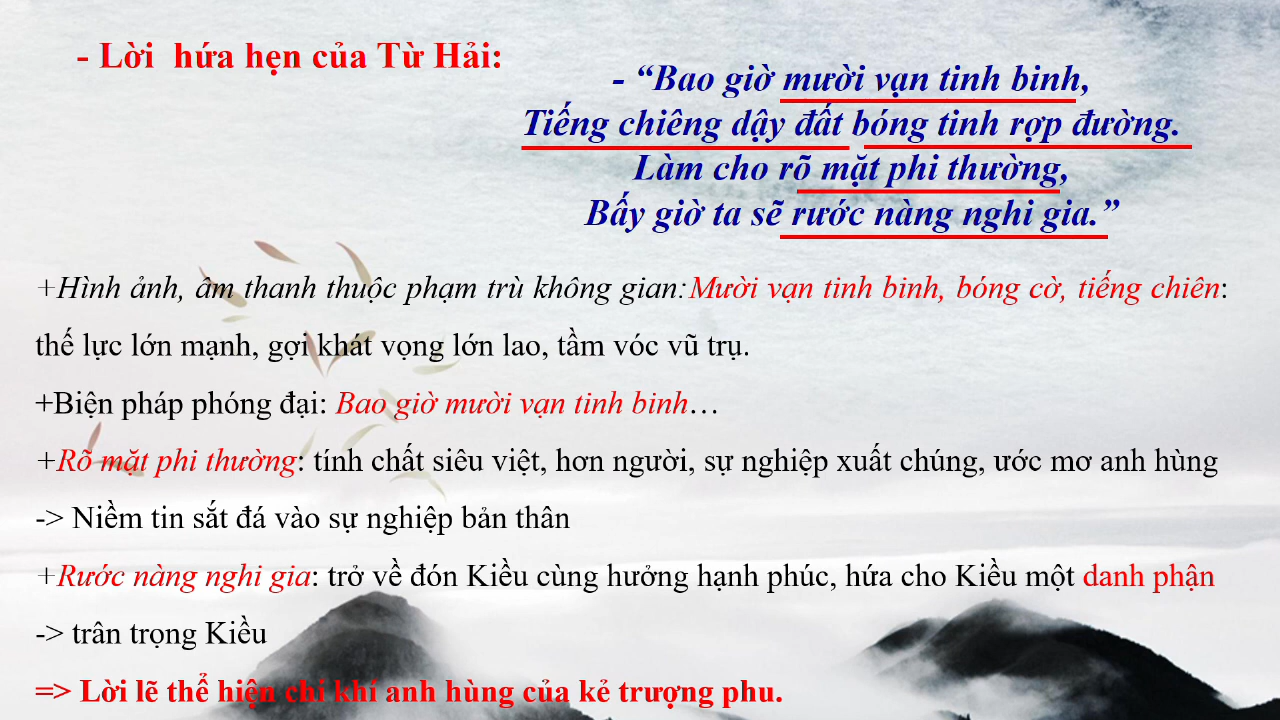 - Lời hứa hẹn của Từ Hải:
- “Bao giờ mười vạn tinh binh,
Tiếng chiêng dậy đất bóng tinh rợp đường.
Làm cho rõ mặt phi thường,
Bấy giờ ta sẽ rước nàng nghi gia.”
+Hình ảnh, âm thanh thuộc phạm trù không gian:Mười vạn tinh binh, bóng cờ, tiếng chiên:
thế lực lớn mạnh, gợi khát vọng lớn lao, tầm vóc vũ trụ.
+Biện pháp phóng đại: Bao giờ mười vạn tinh binh…
+Rõ mặt phi thường: tính chất siêu việt, hơn người, sự nghiệp xuất chúng, ước mơ anh hùng
-> Niềm tin sắt đá vào sự nghiệp bản thân
+Rước nàng nghi gia: trở về đón Kiều cùng hưởng hạnh phúc, hứa cho Kiều một danh phận
-> trân trọng Kiều
=> Lời lẽ thể hiện chí khí anh hùng của kẻ trượng phu.